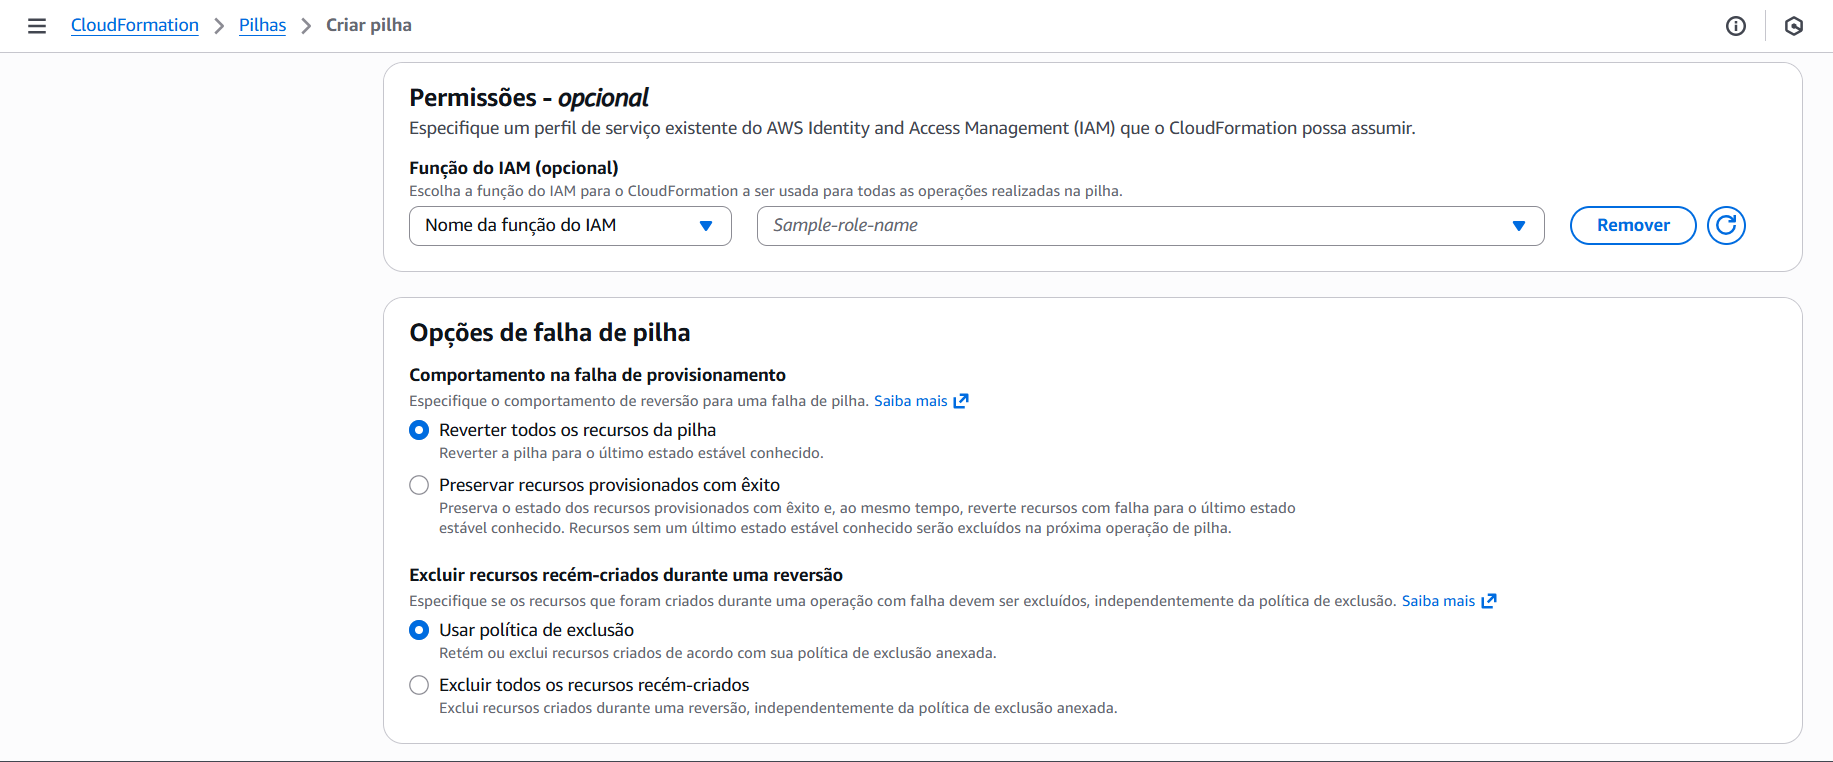 CloudFormation > Pilhas > Criar pilha
Permissões - opcional
Especifique um perfil de serviço existente do AWS Identity and Access Management (IAM) que o CloudFormation possa assumir.
Função do IAM (opcional)
Escolha a função do IAM para o CloudFormation a ser usada para todas as operações realizadas na pilha.
Nome da função do IAM Sample-role-name Remover
Opções de falha de pilha
Comportamento na falha de provisionamento
Especifique o comportamento de reversão para uma falha de pilha. Saiba mais
Reverter todos os recursos da pilha
Reverter a pilha para o último estado estável conhecido.
Preservar recursos provisionados com êxito
Preserva o estado dos recursos provisionados com êxito e, ao mesmo tempo, reverte recursos com falha para o último estado
estável conhecido. Recursos sem um último estado estável conhecido serão excluídos na próxima operação de pilha.
Excluir recursos recém-criados durante uma reversão
Especifique se os recursos que foram criados durante uma operação com falha devem ser excluídos, independentemente da política de exclusão. Saiba mais
Usar política de exclusão
Retém ou exclui recursos criados de acordo com sua política de exclusão anexada.
Excluir todos os recursos recém-criados
Exclui recursos criados durante uma reversão, independentemente da política de exclusão anexada.